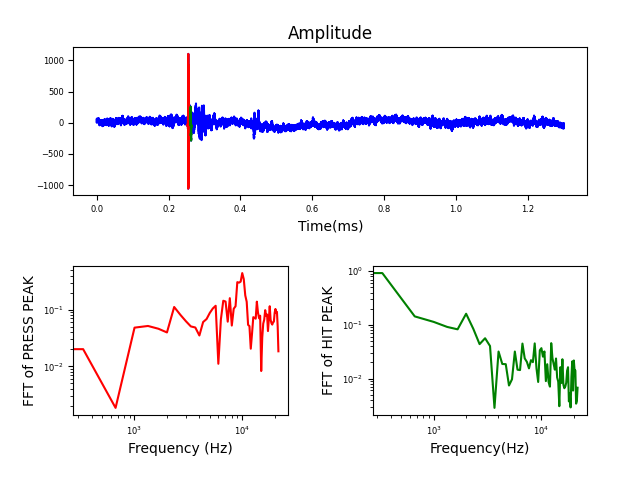 Amplitude
1000
500
0
−500
−1000
0.0 0.2 0.4 0.6 0.8 1.0 1.2
Time(ms)
FFT of PRESS PEAK
10⁻¹
10⁻²
10³ 10⁴
Frequency (Hz)
FFT of HIT PEAK
10⁰
10⁻¹
10⁻²
10³ 10⁴
Frequency(Hz)